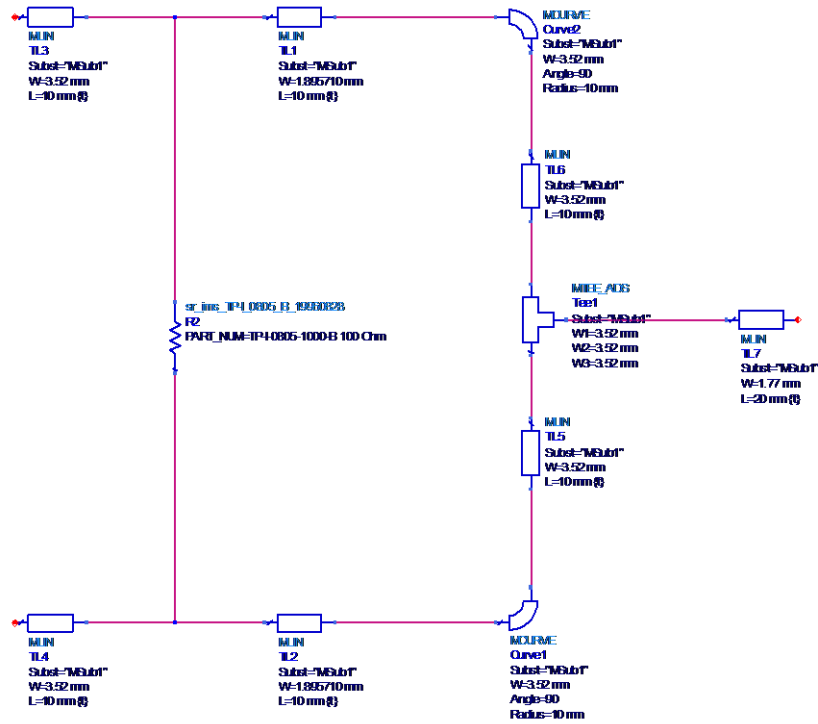 MLIN
TL3
Subst="MSub1"
W=3.52 mm
L=10 mm {t}
MLIN
TL1
Subst="MSub1"
W=1.895710 mm
L=10 mm {t}
MCURVE
Curve2
Subst="MSub1"
W=3.52 mm
Angle=90
Radius=10 mm
MLIN
TL6
Subst="MSub1"
W=3.52 mm
L=10 mm {t}
sr_ims_TPI-I_0805_B_19960828
R2
PART_NUM=TPI-I-0805-1000-B 100 Ohm
MTEE_ADS
Tee1
Subst="MSub1"
W1=3.52 mm
W2=3.52 mm
W3=3.52 mm
MLIN
TL7
Subst="MSub1"
W=1.77 mm
L=20 mm {t}
MLIN
TL5
Subst="MSub1"
W=3.52 mm
L=10 mm {t}
MLIN
TL4
Subst="MSub1"
W=3.52 mm
L=10 mm {t}
MLIN
TL2
Subst="MSub1"
W=1.895710 mm
L=10 mm {t}
MCURVE
Curve1
Subst="MSub1"
W=3.52 mm
Angle=90
Radius=10 mm